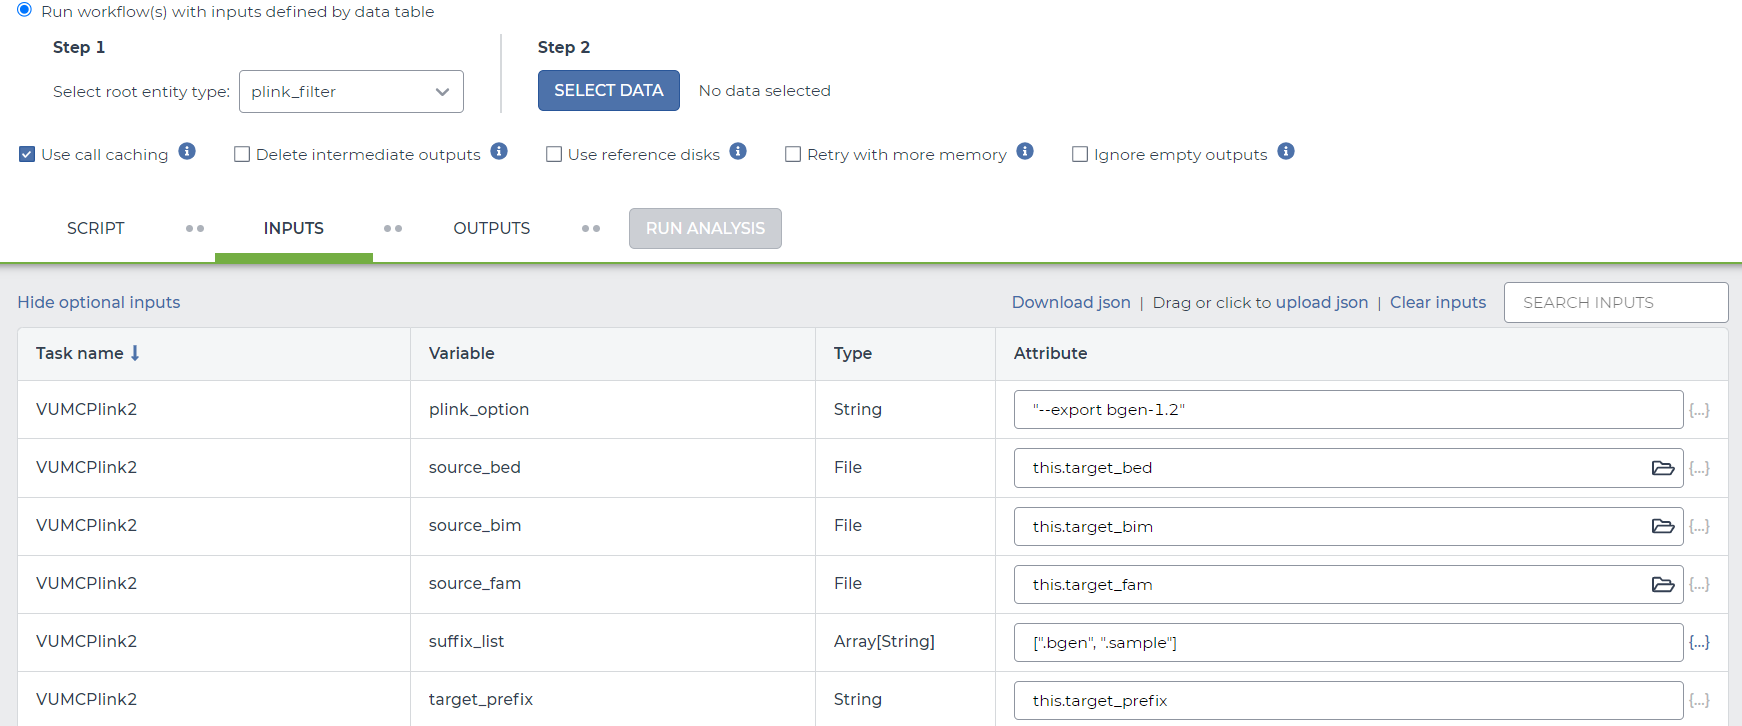 Run workflow(s) with inputs defined by data table
Step 1
Step 2
Select root entity type: plink_filter
SELECT DATA No data selected
Use call caching Delete intermediate outputs Use reference disks Retry with more memory Ignore empty outputs
SCRIPT INPUTS OUTPUTS RUN ANALYSIS
Hide optional inputs Download json | Drag or click to upload json | Clear inputs SEARCH INPUTS
Task name Variable Type Attribute
VUMCPlink2 plink_option String "--export bgen-1.2" {...}
VUMCPlink2 source_bed File this.target_bed {...}
VUMCPlink2 source_bim File this.target_bim {...}
VUMCPlink2 source_fam File this.target_fam {...}
VUMCPlink2 suffix_list Array[String] [".bgen", ".sample"] {...}
VUMCPlink2 target_prefix String this.target_prefix {...}